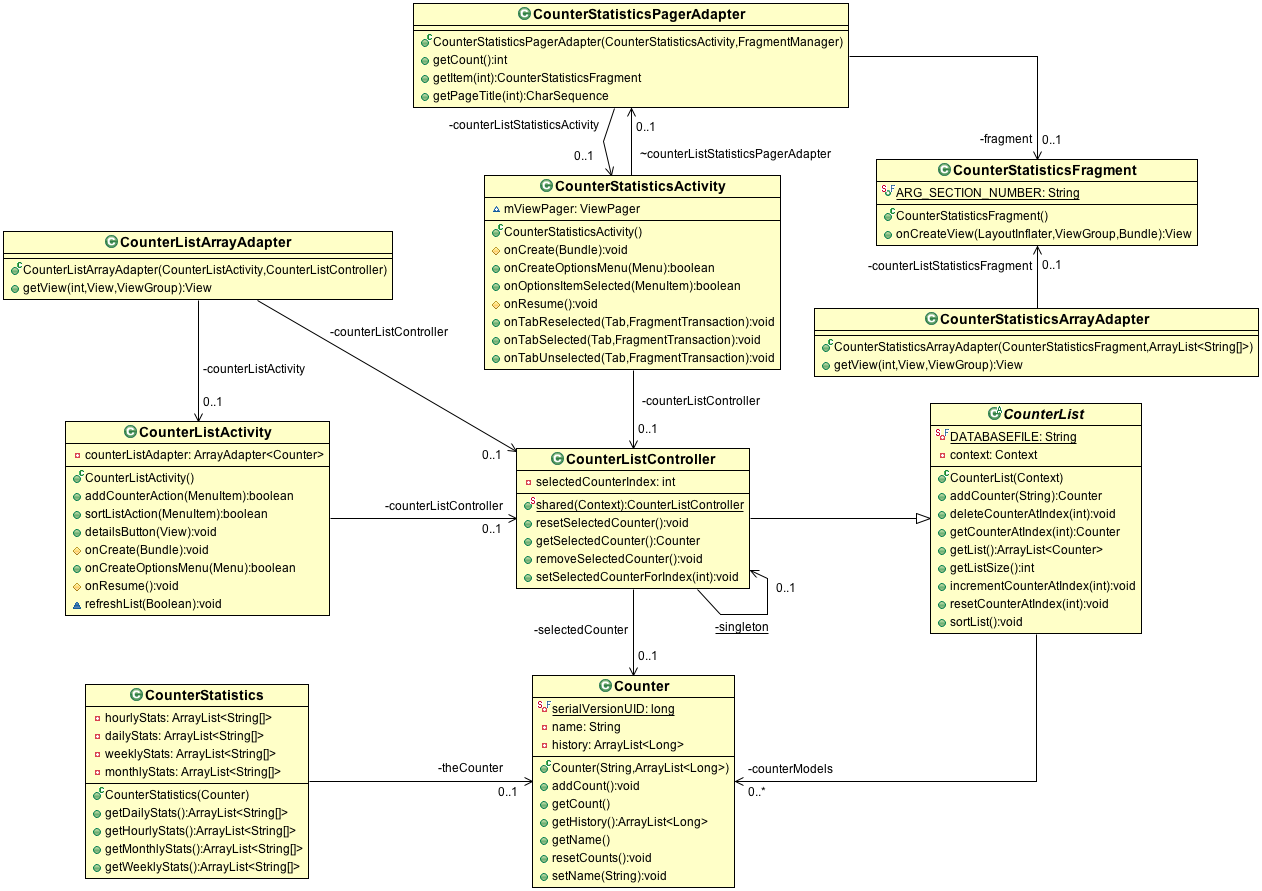 CounterStatisticsPagerAdapter
CounterStatisticsPagerAdapter(CounterStatisticsActivity,FragmentManager)
getCount():int
getItem(int):CounterStatisticsFragment
getPageTitle(int):CharSequence
-counterListStatisticsActivity
0..1
0..1
~counterListStatisticsPagerAdapter
-fragment
0..1
CounterStatisticsFragment
ARG_SECTION_NUMBER: String
CounterStatisticsFragment()
onCreateView(LayoutInflater,ViewGroup,Bundle):View
-counterListStatisticsFragment
0..1
CounterStatisticsArrayAdapter
CounterStatisticsArrayAdapter(CounterStatisticsFragment,ArrayList<String[]>)
getView(int,View,ViewGroup):View
CounterStatisticsActivity
mViewPager: ViewPager
CounterStatisticsActivity()
onCreate(Bundle):void
onCreateOptionsMenu(Menu):boolean
onOptionsItemSelected(MenuItem):boolean
onResume():void
onTabReselected(Tab,FragmentTransaction):void
onTabSelected(Tab,FragmentTransaction):void
onTabUnselected(Tab,FragmentTransaction):void
-counterListController
0..1
CounterListArrayAdapter
CounterListArrayAdapter(CounterListActivity,CounterListController)
getView(int,View,ViewGroup):View
-counterListController
0..1
-counterListActivity
0..1
CounterListActivity
counterListAdapter: ArrayAdapter<Counter>
CounterListActivity()
addCounterAction(MenuItem):boolean
sortListAction(MenuItem):boolean
detailsButton(View):void
onCreate(Bundle):void
onCreateOptionsMenu(Menu):boolean
onResume():void
refreshList(Boolean):void
-counterListController
0..1
CounterListController
selectedCounterIndex: int
shared(Context):CounterListController
resetSelectedCounter():void
getSelectedCounter():Counter
removeSelectedCounter():void
setSelectedCounterForIndex(int):void
0..1
-singleton
-selectedCounter
0..1
CounterList
DATABASEFILE: String
context: Context
CounterList(Context)
addCounter(String):Counter
deleteCounterAtIndex(int):void
getCounterAtIndex(int):Counter
getList():ArrayList<Counter>
getListSize():int
incrementCounterAtIndex(int):void
resetCounterAtIndex(int):void
sortList():void
-counterModels
0..*
CounterStatistics
hourlyStats: ArrayList<String[]>
dailyStats: ArrayList<String[]>
weeklyStats: ArrayList<String[]>
monthlyStats: ArrayList<String[]>
CounterStatistics(Counter)
getDailyStats():ArrayList<String[]>
getHourlyStats():ArrayList<String[]>
getMonthlyStats():ArrayList<String[]>
getWeeklyStats():ArrayList<String[]>
-theCounter
0..1
Counter
serialVersionUID: long
name: String
history: ArrayList<Long>
Counter(String,ArrayList<Long>)
addCount():void
getCount()
getHistory():ArrayList<Long>
getName()
resetCounts():void
setName(String):void